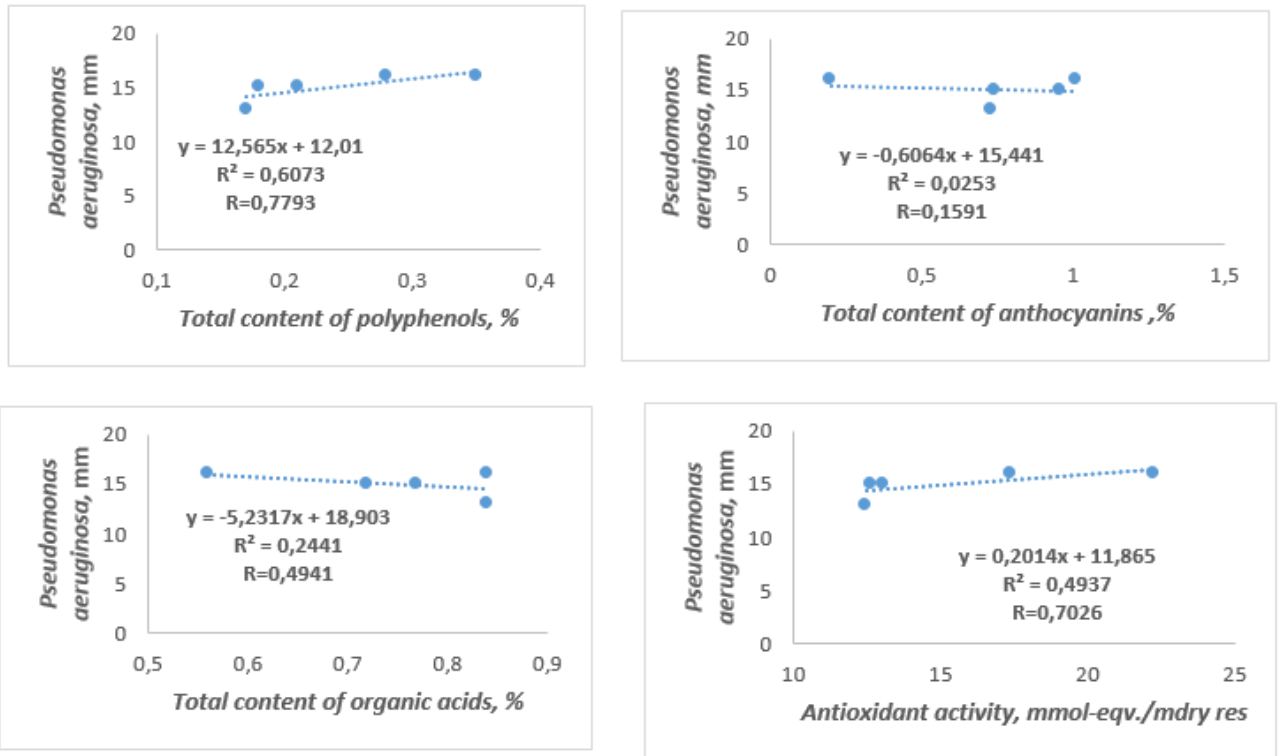 Pseudomonas
aeruginosa, mm
20
15
10
5
0
y = 12,565x + 12,01
R² = 0,6073
R=0,7793
0,1 0,2 0,3 0,4
Total content of polyphenols, %
Pseudomonos
aeruginosa, mm
20
15
10
5
0
y = -0,6064x + 15,441
R² = 0,0253
R=0,1591
0 0,5 1 1,5
Total content of anthocyanins ,%
Pseudomonas
aeruginosa, mm
20
15
10
5
0
y = -5,2317x + 18,903
R² = 0,2441
R=0,4941
0,5 0,6 0,7 0,8 0,9
Total content of organic acids, %
Pseudomonas
aeruginosa, mm
20
15
10
5
0
y = 0,2014x + 11,865
R² = 0,4937
R=0,7026
10 15 20 25
Antioxidant activity, mmol-eqv./mdry res